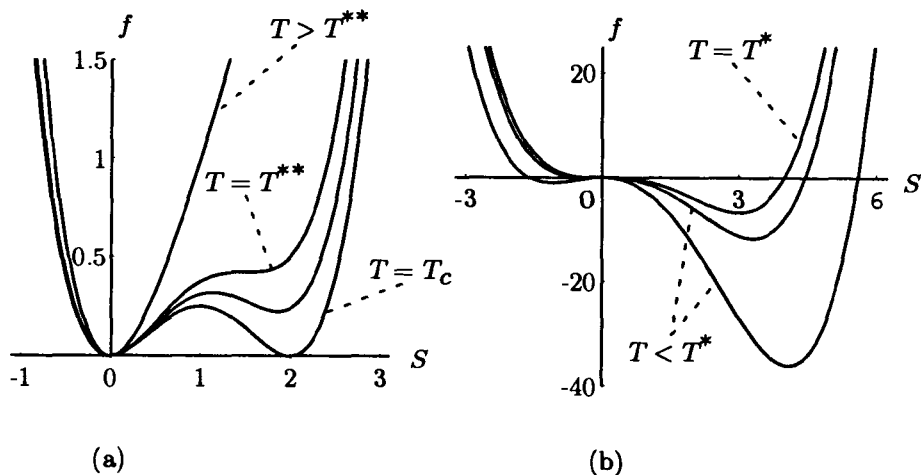 f
T > T**
1.5
1
T = T**
0.5
T = Tc
-1
0
1
2
3
S
(a)
f
T = T*
20
-3
0
3
6
S
-20
T < T*
-40
(b)